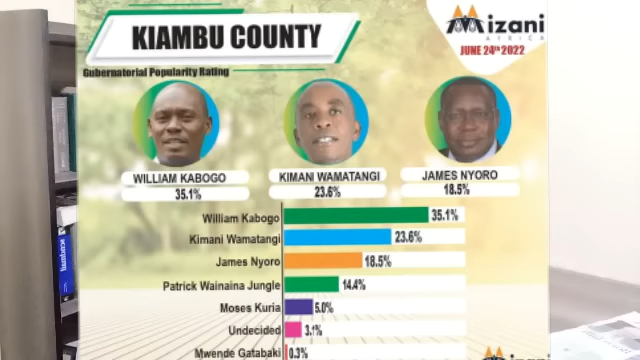 KIAMBU COUNTY
Mizani
AFRICA
JUNE 24th 2022
Gubernatorial Popularity Rating
WILLIAM KABOGO
35.1%
KIMANI WAMATANGI
23.6%
JAMES NYORO
18.5%
William Kabogo 35.1%
Kimani Wamatangi 23.6%
James Nyoro 18.5%
Patrick Wainaina Jungle 14.4%
Moses Kuria 5.0%
Undecided 3.1%
Mwende Gatabaki 0.3%
Mizani